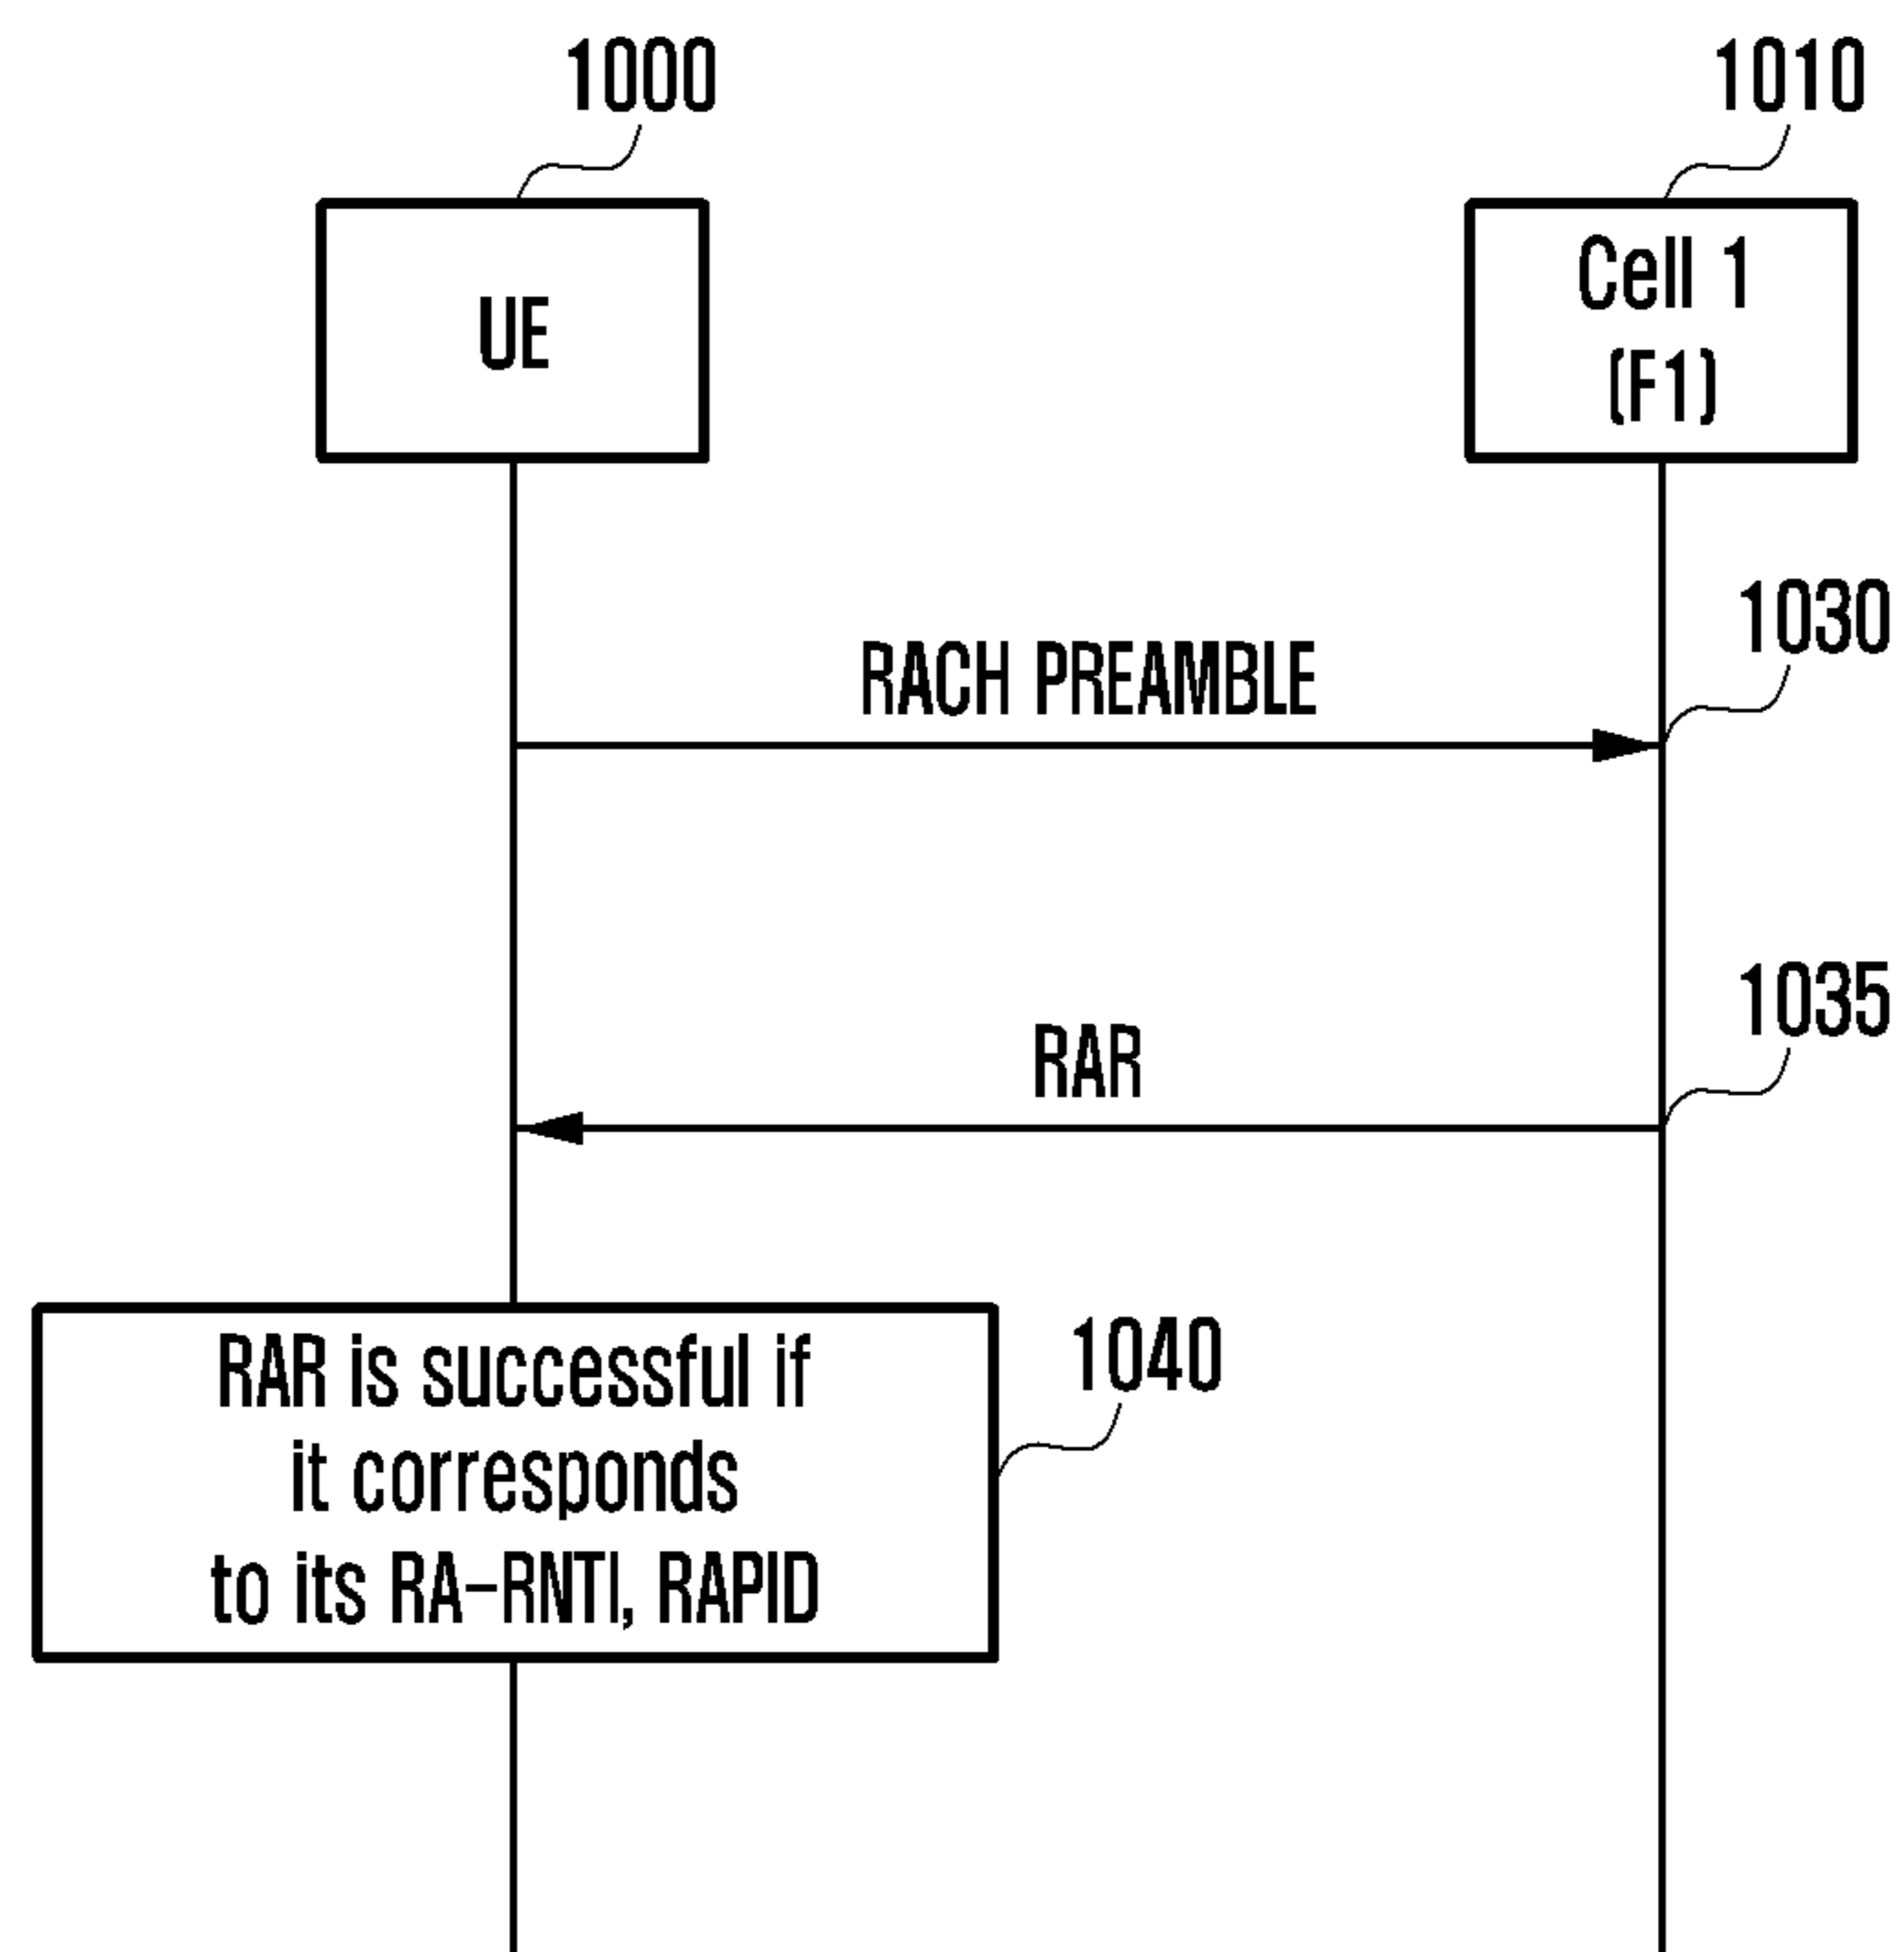 1000
1010
UE
Cell 1
(F1)
1030
RACH PREAMBLE
1035
RAR
RAR is successful if
it corresponds
to its RA-RNTI, RAPID
1040